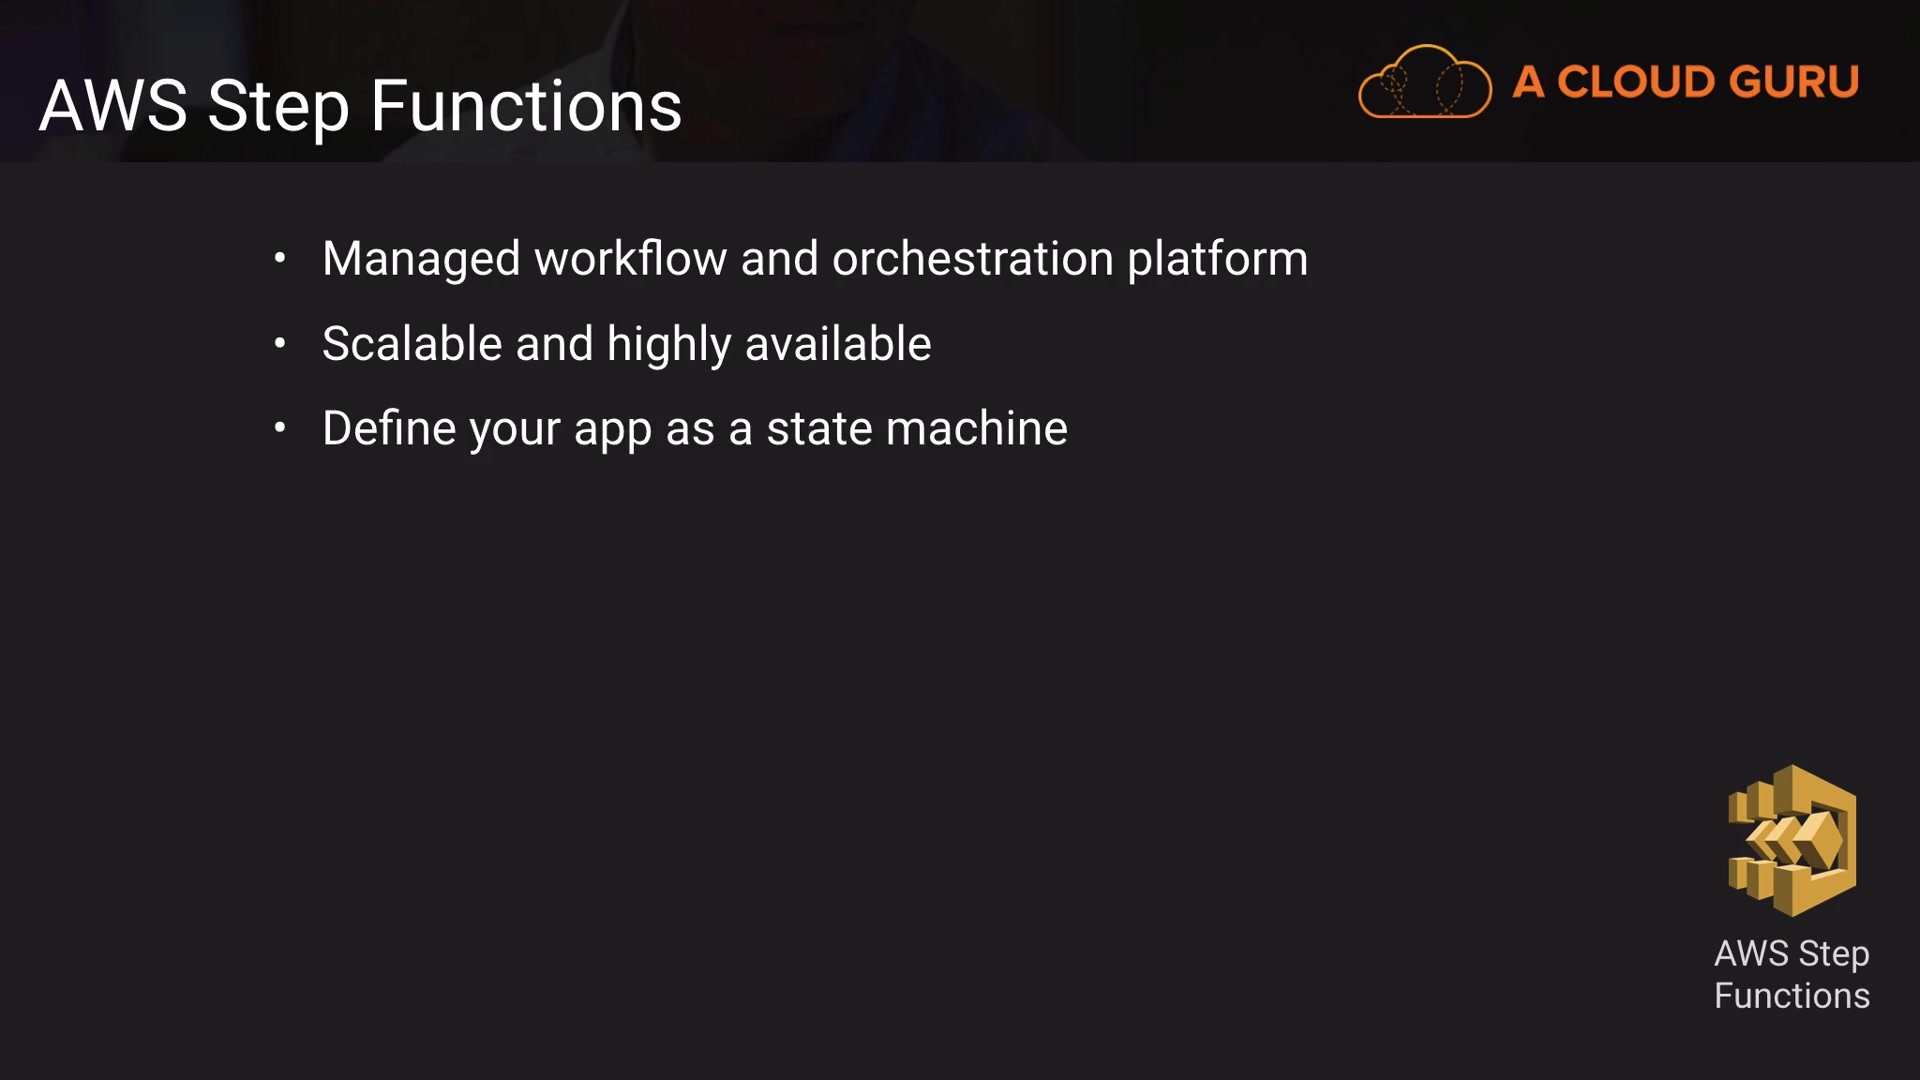 AWS Step Functions
A CLOUD GURU
• Managed workflow and orchestration platform
• Scalable and highly available
• Define your app as a state machine
AWS Step
Functions